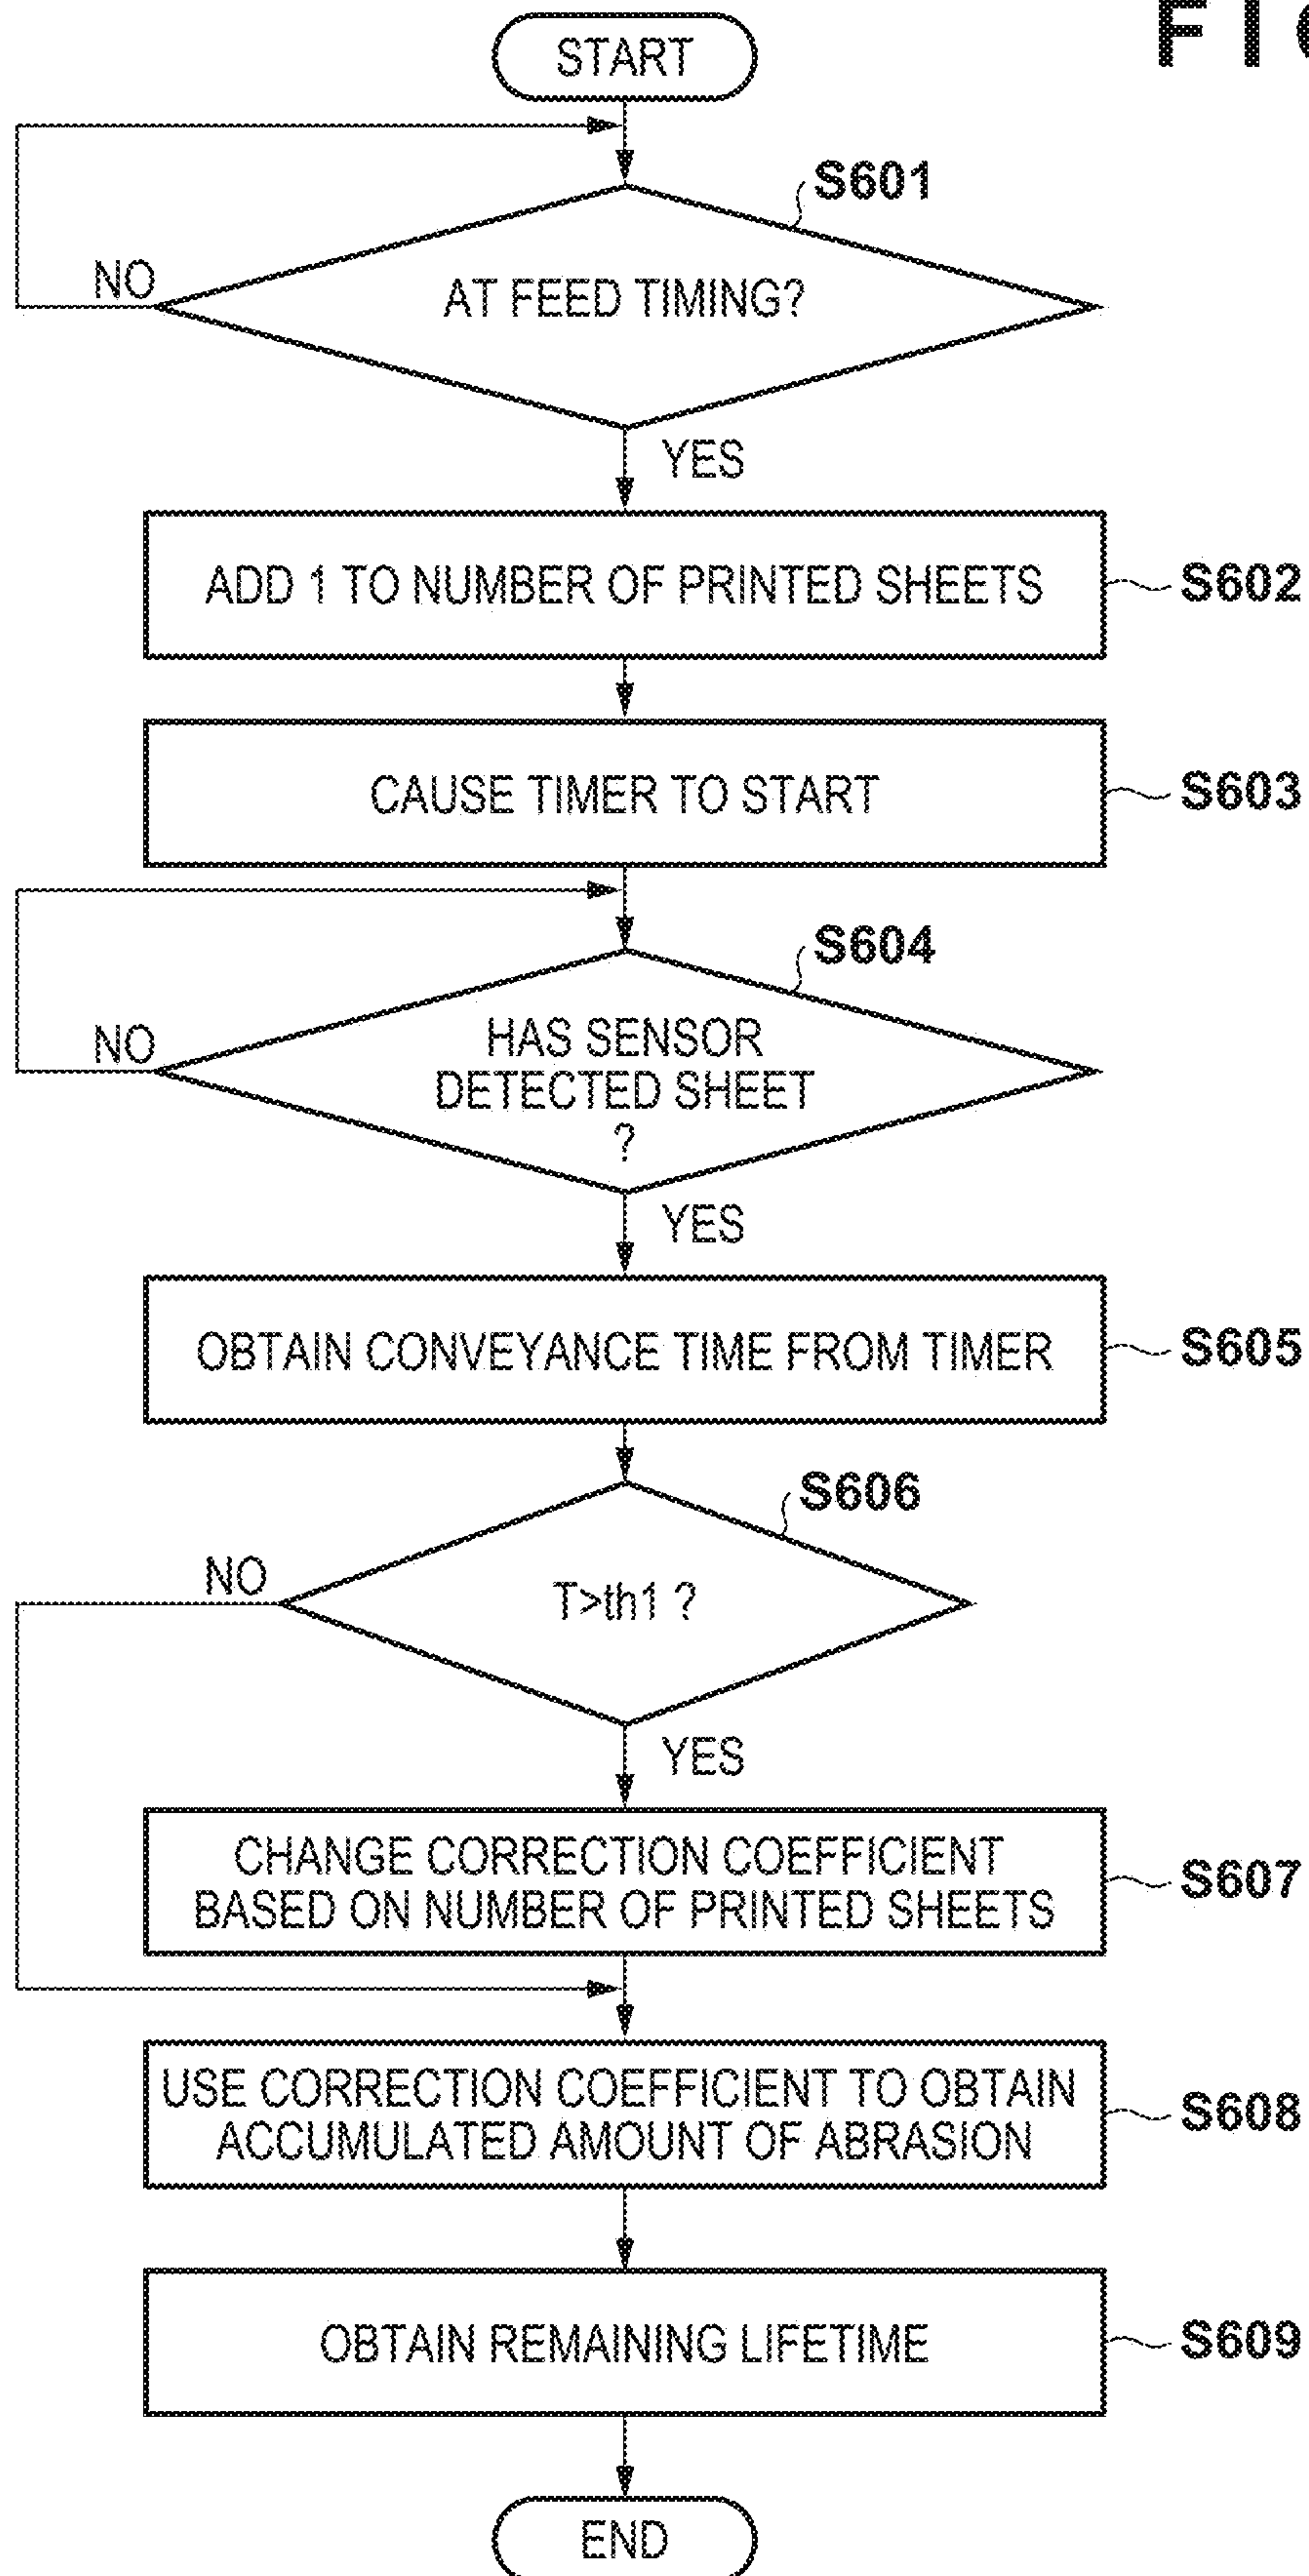 START
S601
NO
AT FEED TIMING?
YES
ADD 1 TO NUMBER OF PRINTED SHEETS
S602
CAUSE TIMER TO START
S603
S604
NO
HAS SENSOR
DETECTED SHEET
?
YES
OBTAIN CONVEYANCE TIME FROM TIMER
S605
S606
NO
T>th1 ?
YES
CHANGE CORRECTION COEFFICIENT
BASED ON NUMBER OF PRINTED SHEETS
S607
USE CORRECTION COEFFICIENT TO OBTAIN
ACCUMULATED AMOUNT OF ABRASION
S608
OBTAIN REMAINING LIFETIME
S609
END